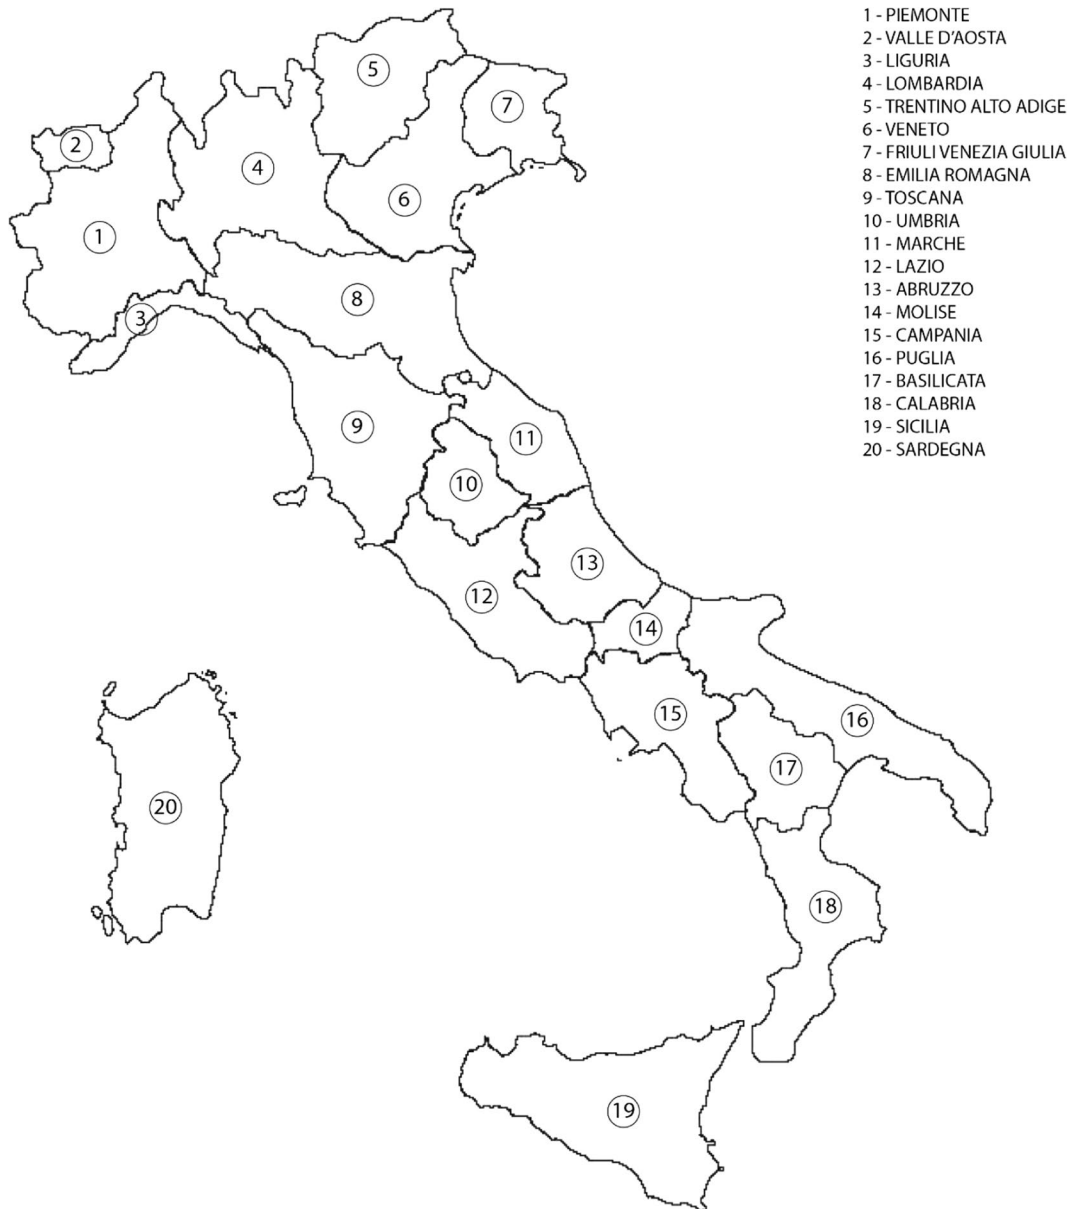 1 - PIEMONTE
2 - VALLE D'AOSTA
3 - LIGURIA
4 - LOMBARDIA
5 - TRENTINO ALTO ADIGE
6 - VENETO
7 - FRIULI VENEZIA GIULIA
8 - EMILIA ROMAGNA
9 - TOSCANA
10 - UMBRIA
11 - MARCHE
12 - LAZIO
13 - ABRUZZO
14 - MOLISE
15 - CAMPANIA
16 - PUGLIA
17 - BASILICATA
18 - CALABRIA
19 - SICILIA
20 - SARDEGNA
5
7
2
4
6
1
8
3
9
11
10
13
12
14
15
16
17
20
18
19